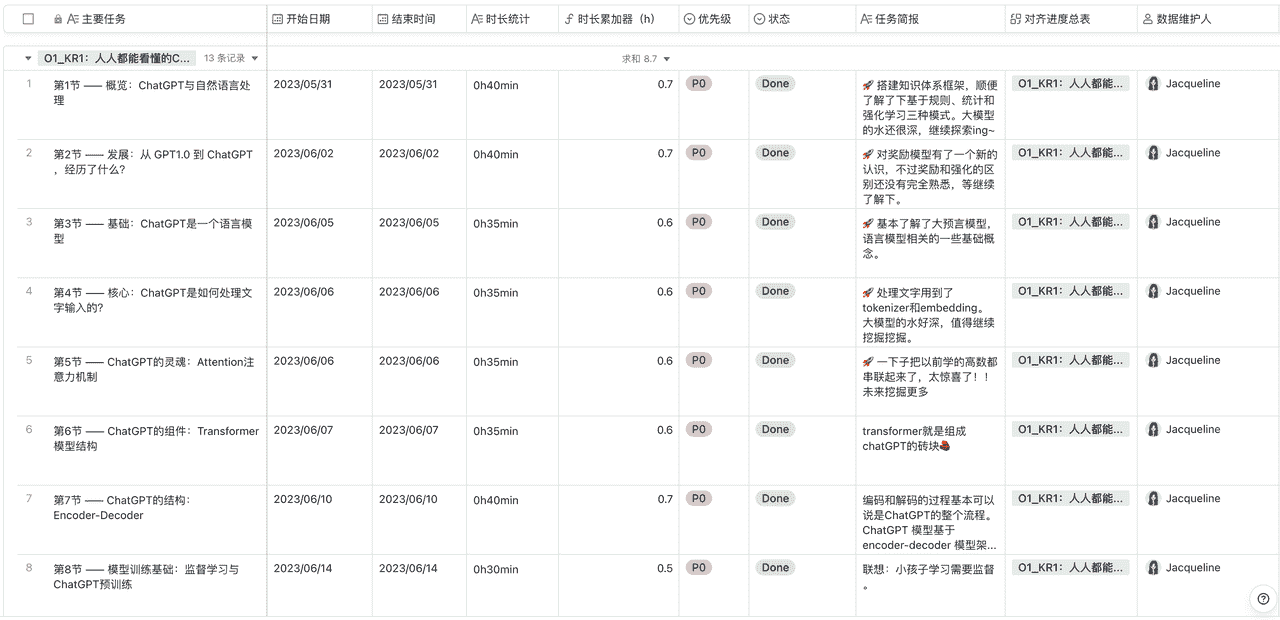 主要任务 开始日期 结束时间 时长统计 时长累加器（h） 优先级 状态 任务简报 对齐进度总表 数据维护人
O1_KR1：人人都能看懂的C... 13 条记录 求和 8.7
1 第1节 —— 概览：ChatGPT与自然语言处 2023/05/31 2023/05/31 0h40min 0.7 P0 Done 🚀 搭建知识体系框架，顺便 O1_KR1：人人都能... Jacqueline
理 了解了下基于规则、统计和
强化学习三种模式。大模型
的水还很深，继续探索ing~
2 第2节 —— 发展：从 GPT1.0 到 ChatGPT 2023/06/02 2023/06/02 0h40min 0.7 P0 Done 🚀 对奖励模型有了一个新的 O1_KR1：人人都能... Jacqueline
，经历了什么? 认识，不过奖励和强化的区
别还没有完全熟悉，等继续
了解下。
3 第3节 —— 基础：ChatGPT是一个语言模 2023/06/05 2023/06/05 0h35min 0.6 P0 Done 🚀 基本了解了大预言模型， O1_KR1：人人都能... Jacqueline
型 语言模型相关的一些基础概
念。
4 第4节 —— 核心：ChatGPT是如何处理文 2023/06/06 2023/06/06 0h35min 0.6 P0 Done 🚀 处理文字用到了 O1_KR1：人人都能... Jacqueline
字输入的? tokenizer和embedding。
大模型的水好深，值得继续
挖掘挖掘。
5 第5节 —— ChatGPT的灵魂：Attention注 2023/06/06 2023/06/06 0h35min 0.6 P0 Done 🚀 一下子把以前学的高数都 O1_KR1：人人都能... Jacqueline
意力机制 串联起来了，太惊喜了！！
未来挖掘更多
6 第6节 —— ChatGPT的组件：Transformer 2023/06/07 2023/06/07 0h35min 0.6 P0 Done transformer就是组成 O1_KR1：人人都能... Jacqueline
模型结构 chatGPT的砖块
7 第7节 —— ChatGPT的结构： 2023/06/10 2023/06/10 0h40min 0.7 P0 Done 编码和解码的过程基本可以 O1_KR1：人人都能... Jacqueline
Encoder-Decoder 说是ChatGPT的整个流程。
ChatGPT 模型基于
encoder-decoder 模型架...
8 第8节 —— 模型训练基础：监督学习与 2023/06/14 2023/06/14 0h30min 0.5 P0 Done 联想：小孩子学习需要监督 O1_KR1：人人都能... Jacqueline
ChatGPT预训练 。